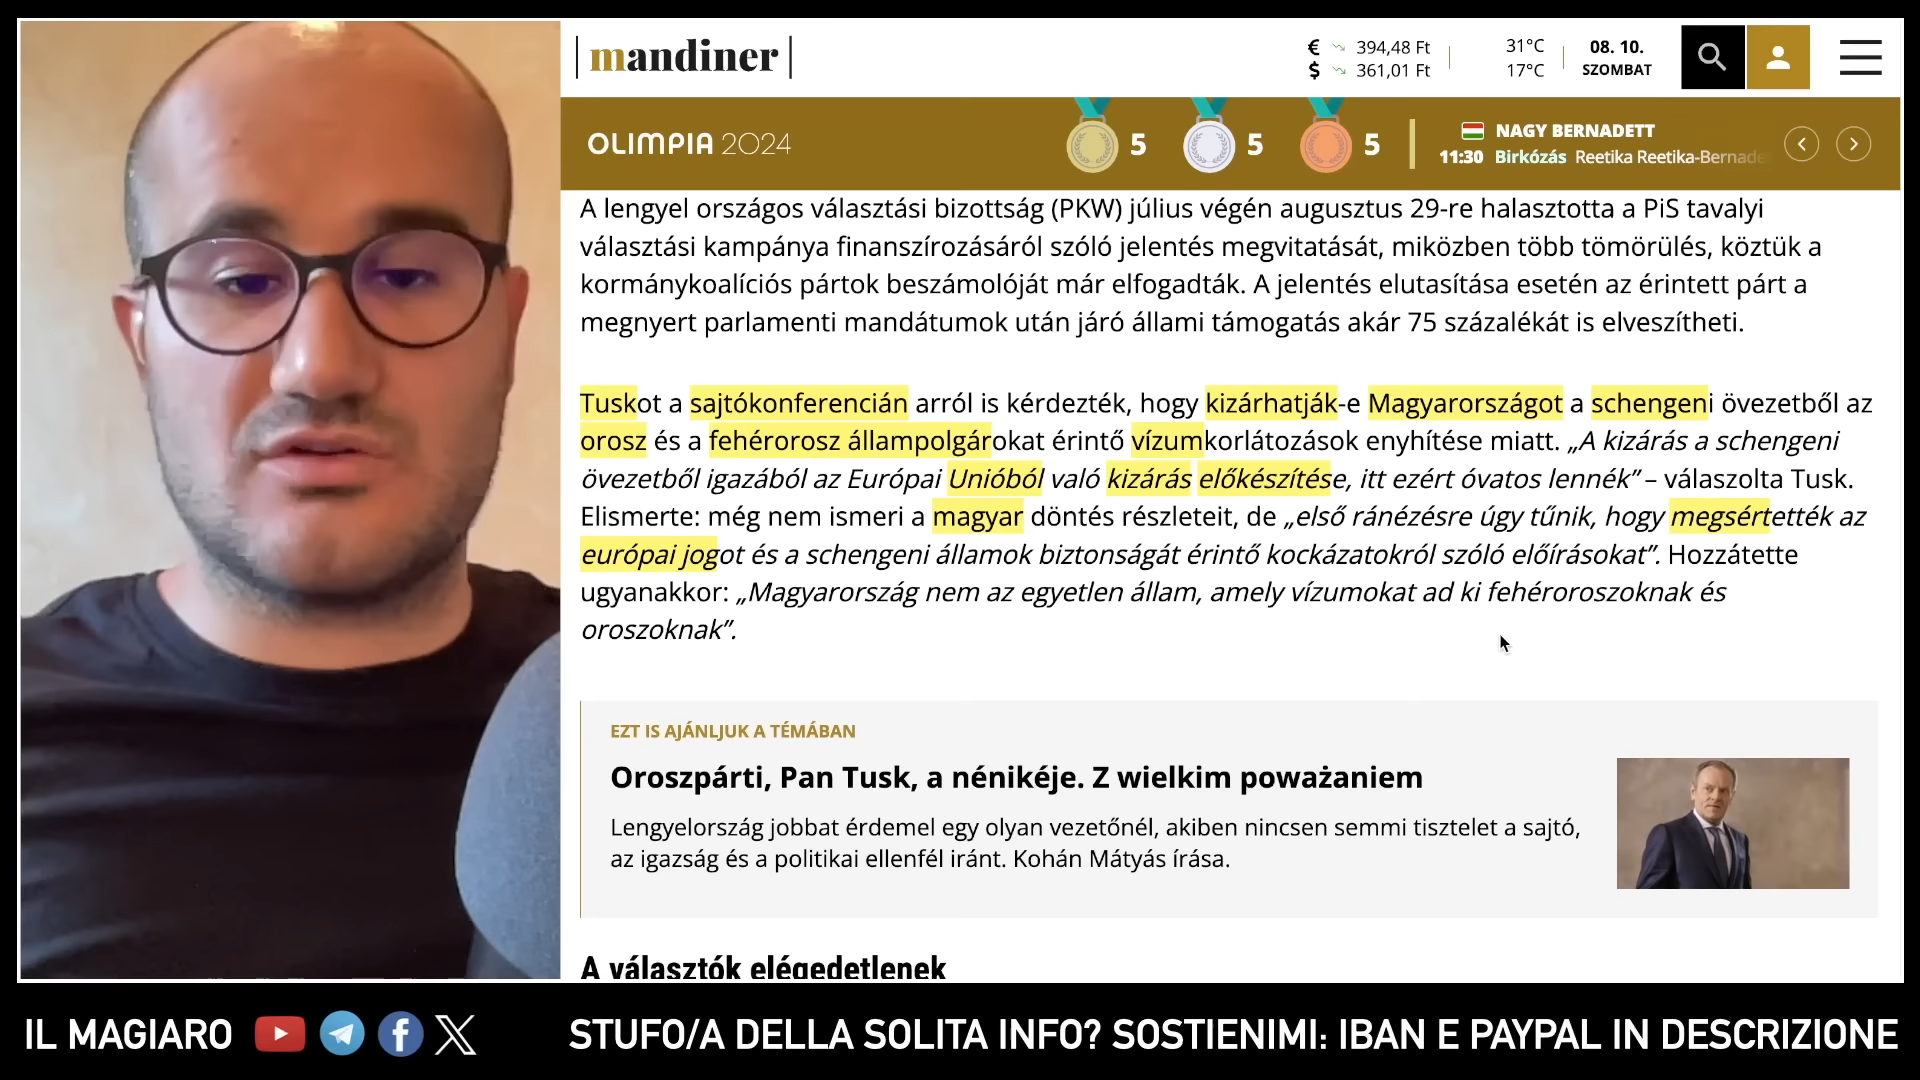 mandiner
€ 394,48 Ft
$ 361,01 Ft
31°C
17°C
08. 10.
SZOMBAT
OLIMPIA 2024
5 5 5
NAGY BERNADETT
11:30 Birkózás Reetika Reetika-Bernade
A lengyel országos választási bizottság (PKW) július végén augusztus 29-re halasztotta a PiS tavalyi
választási kampánya finanszírozásáról szóló jelentés megvitatását, miközben több tömörülés, köztük a
kormánykoalíciós pártok beszámolóját már elfogadták. A jelentés elutasítása esetén az érintett párt a
megnyert parlamenti mandátumok után járó állami támogatás akár 75 százalékát is elveszítheti.
Tuskot a sajtókonferencián arról is kérdezték, hogy kizárhatják-e Magyarországot a schengeni övezetből az
orosz és a fehérorosz állampolgárokat érintő vízumkorlátozások enyhítése miatt. „A kizárás a schengeni
övezetből igazából az Európai Unióból való kizárás előkészítése, itt ezért óvatos lennék” – válaszolta Tusk.
Elismerte: még nem ismeri a magyar döntés részleteit, de „első ránézésre úgy tűnik, hogy megsértették az
európai jogot és a schengeni államok biztonságát érintő kockázatokról szóló előírásokat”. Hozzátette
ugyanakkor: „Magyarország nem az egyetlen állam, amely vízumokat ad ki fehéroroszoknak és
oroszoknak”.
EZT IS AJÁNLJUK A TÉMÁBAN
Oroszpárti, Pan Tusk, a nénikéje. Z wielkim poważaniem
Lengyelország jobbat érdemel egy olyan vezetőnél, akiben nincsen semmi tisztelet a sajtó,
az igazság és a politikai ellenfél iránt. Kohán Mátyás írása.
A választók elégedetlenek
IL MAGIARO
STUFO/A DELLA SOLITA INFO? SOSTIENIMI: IBAN E PAYPAL IN DESCRIZIONE